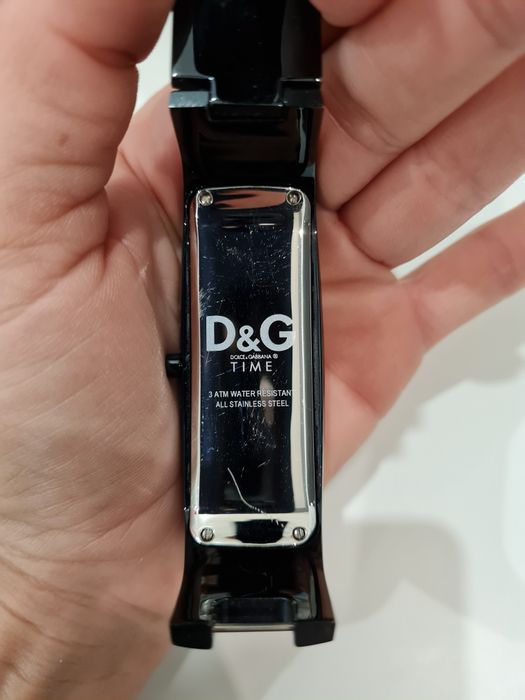 D&G
DOLCE & GABBANA ®
TIME
3 ATM WATER RESISTANT
ALL STAINLESS STEEL